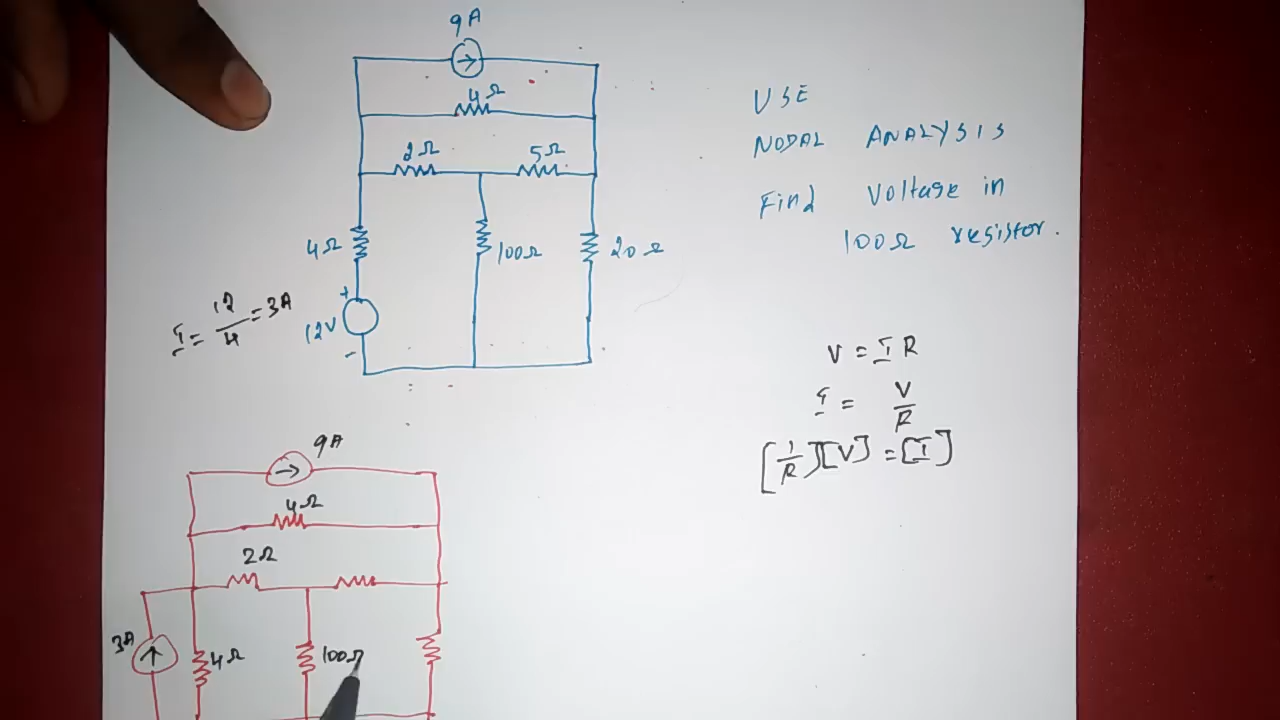 9A
4Ω
2Ω 5Ω
4Ω 100Ω 20Ω
+
12V
-
I = 12/4 = 3A
USE
NODAL ANALYSIS
Find Voltage in
100Ω resistor.
V = IR
I = V/R
[1/R][V] = [I]
9A
4Ω
2Ω
3A 4Ω 100Ω